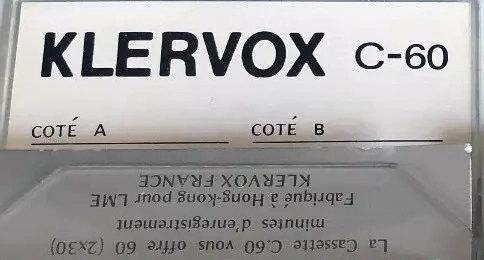 KLERVOX C-60
COTÉ A COTÉ B
La Cassette C.60 vous offre 60 (2x30)
minutes d'enregistrement
Fabriqué à Hong-kong pour LME
KLERVOX FRANCE